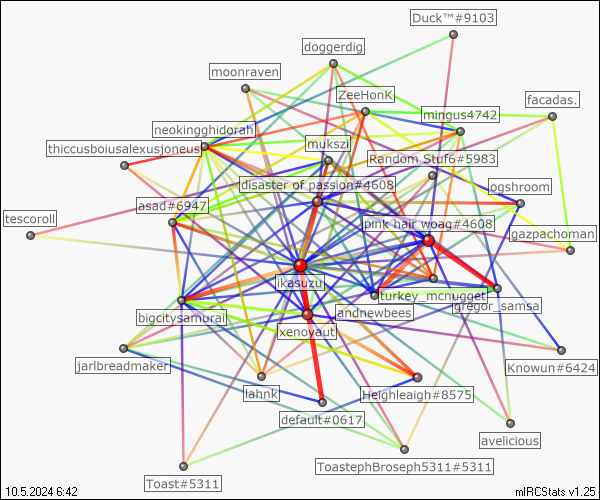 Duck™#9103
doggerdig
moonraven
ZeeHonK
facadas.
mingus4742
neokingghidorah
mukszi
thiccusboiusalexusjoneus
Random Stuf6#5983
disaster of passion#4608
ogshroom
asad#6947
tescoroll
pink hair woag#4608
gazpachoman
ikasuzu
turkey_mcnugget
gregor_samsa
andnewbees
bigcitysamurai
xenoyaut
jarlbreadmaker
Knowun#6424
lahnk
Heighleaigh#8575
default#0617
avelicious
ToastephBroseph5311#5311
Toast#5311
10.5.2024 6:42
mIRCStats v1.25